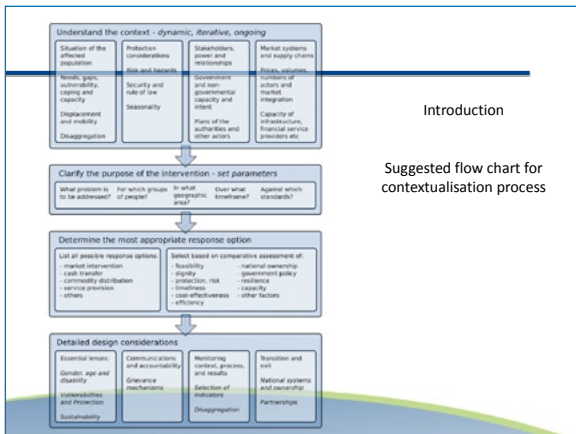 Understand the context - dynamic, iterative, ongoing
Situation of the
affected
population
Needs, gaps,
vulnerability,
coping and
capacity
Displacement
and mobility
Disaggregation
Protection
considerations
Risk and hazards
Security and
rule of law
Seasonality
Stakeholders,
power and
relationships
Government
and non-
governmental
capacity and
intent
Plans of the
authorities and
other actors
Market systems
and supply chains
Prices, volumes,
numbers of
actors and
market
integration
Capacity of
infrastructure,
financial service
providers etc
Clarify the purpose of the intervention - set parameters
What problem is
to be addressed?
For which groups
of people?
In what
geographic
area?
Over what
timeframe?
Against which
standards?
Determine the most appropriate response option
List all possible response options:
- market intervention
- cash transfer
- commodity distribution
- service provision
- others
Select based on comparative assessment of:
- feasibility
- dignity
- protection, risk
- timeliness
- cost-effectiveness
- efficiency
- national ownership
- government policy
- resilience
- capacity
- other factors
Detailed design considerations
Essential lenses:
Gender, age and
disability
Vulnerabilities
and Protection
Sustainability
Communications
and accountability
Grievance
mechanisms
Monitoring
context, process,
and results
Selection of
indicators
Disaggregation
Transition and
exit
National systems
and ownership
Partnerships
Introduction
Suggested flow chart for
contextualisation process